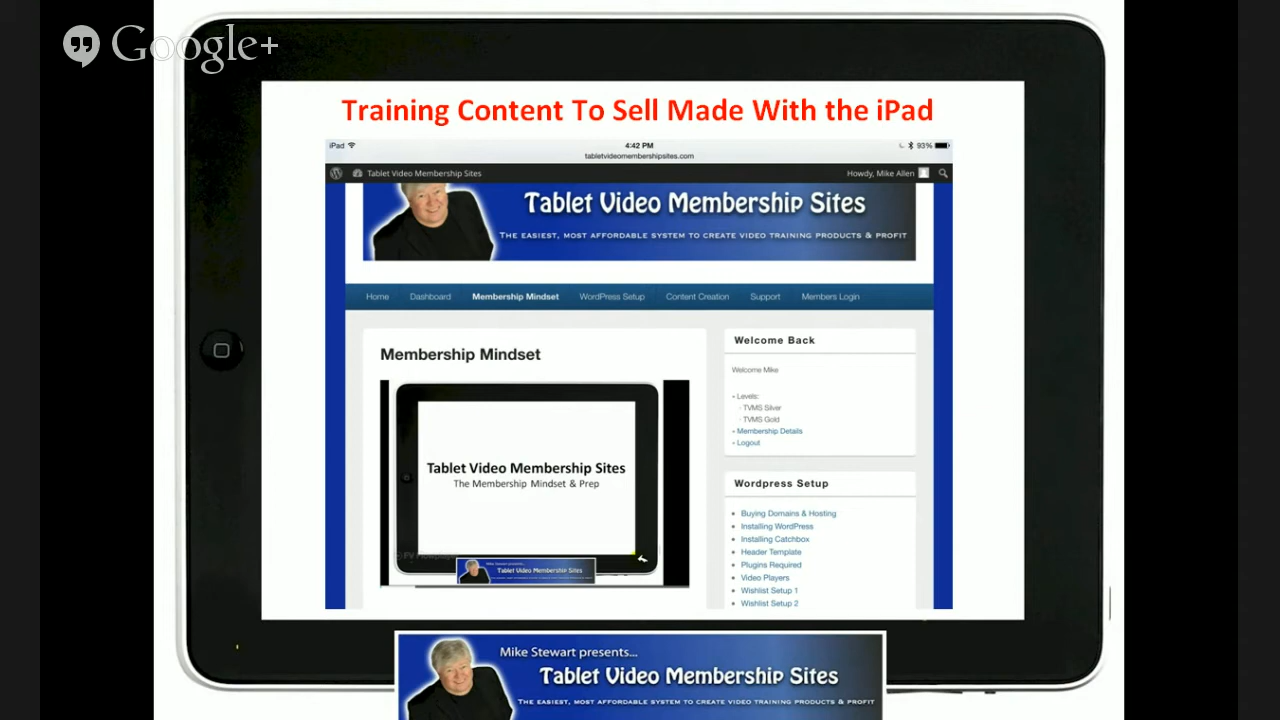 Google+
Training Content To Sell Made With the iPad
iPad 4:42 PM 93%
tabletvideomembershipsites.com
Tablet Video Membership Sites Howdy, Mike Allen
Tablet Video Membership Sites
THE EASIEST, MOST AFFORDABLE SYSTEM TO CREATE VIDEO TRAINING PRODUCTS & PROFIT
Home Dashboard Membership Mindset WordPress Setup Content Creation Support Members Login
Membership Mindset
Tablet Video Membership Sites
The Membership Mindset & Prep
Tablet Video Membership Sites
Welcome Back
Welcome Mike
Levels:
TVMS Silver
TVMS Gold
Membership Details
Logout
Wordpress Setup
Buying Domains & Hosting
Installing WordPress
Installing Catchbox
Header Template
Plugins Required
Video Players
Wishlist Setup 1
Wishlist Setup 2
Mike Stewart presents...
Tablet Video Membership Sites
THE EASIEST, MOST AFFORDABLE SYSTEM TO CREATE VIDEO TRAINING PRODUCTS & PROFIT